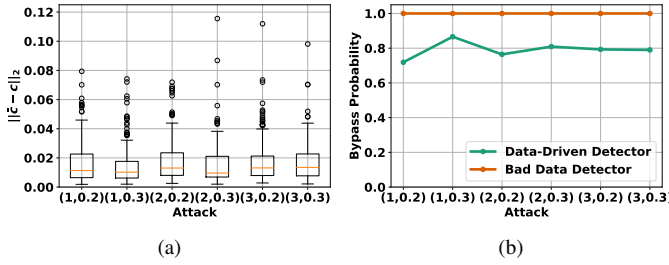 0.12
0.10
0.08
0.06
0.04
0.02
0.00
||c̄ − c||₂
(1,0.2)(1,0.3)(2,0.2)(2,0.3)(3,0.2)(3,0.3)
Attack
(a)
1.0
0.8
0.6
0.4
0.2
0.0
Bypass Probability
Data-Driven Detector
Bad Data Detector
(1,0.2) (1,0.3) (2,0.2) (2,0.3) (3,0.2) (3,0.3)
Attack
(b)